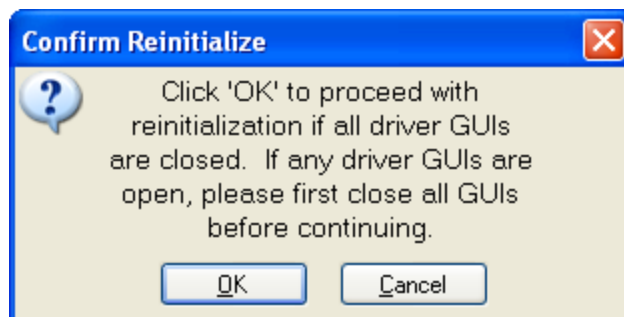 Confirm Reinitialize
Click 'OK' to proceed with
reinitialization if all driver GUIs
are closed.  If any driver GUIs are
open, please first close all GUIs
before continuing.
OK
Cancel